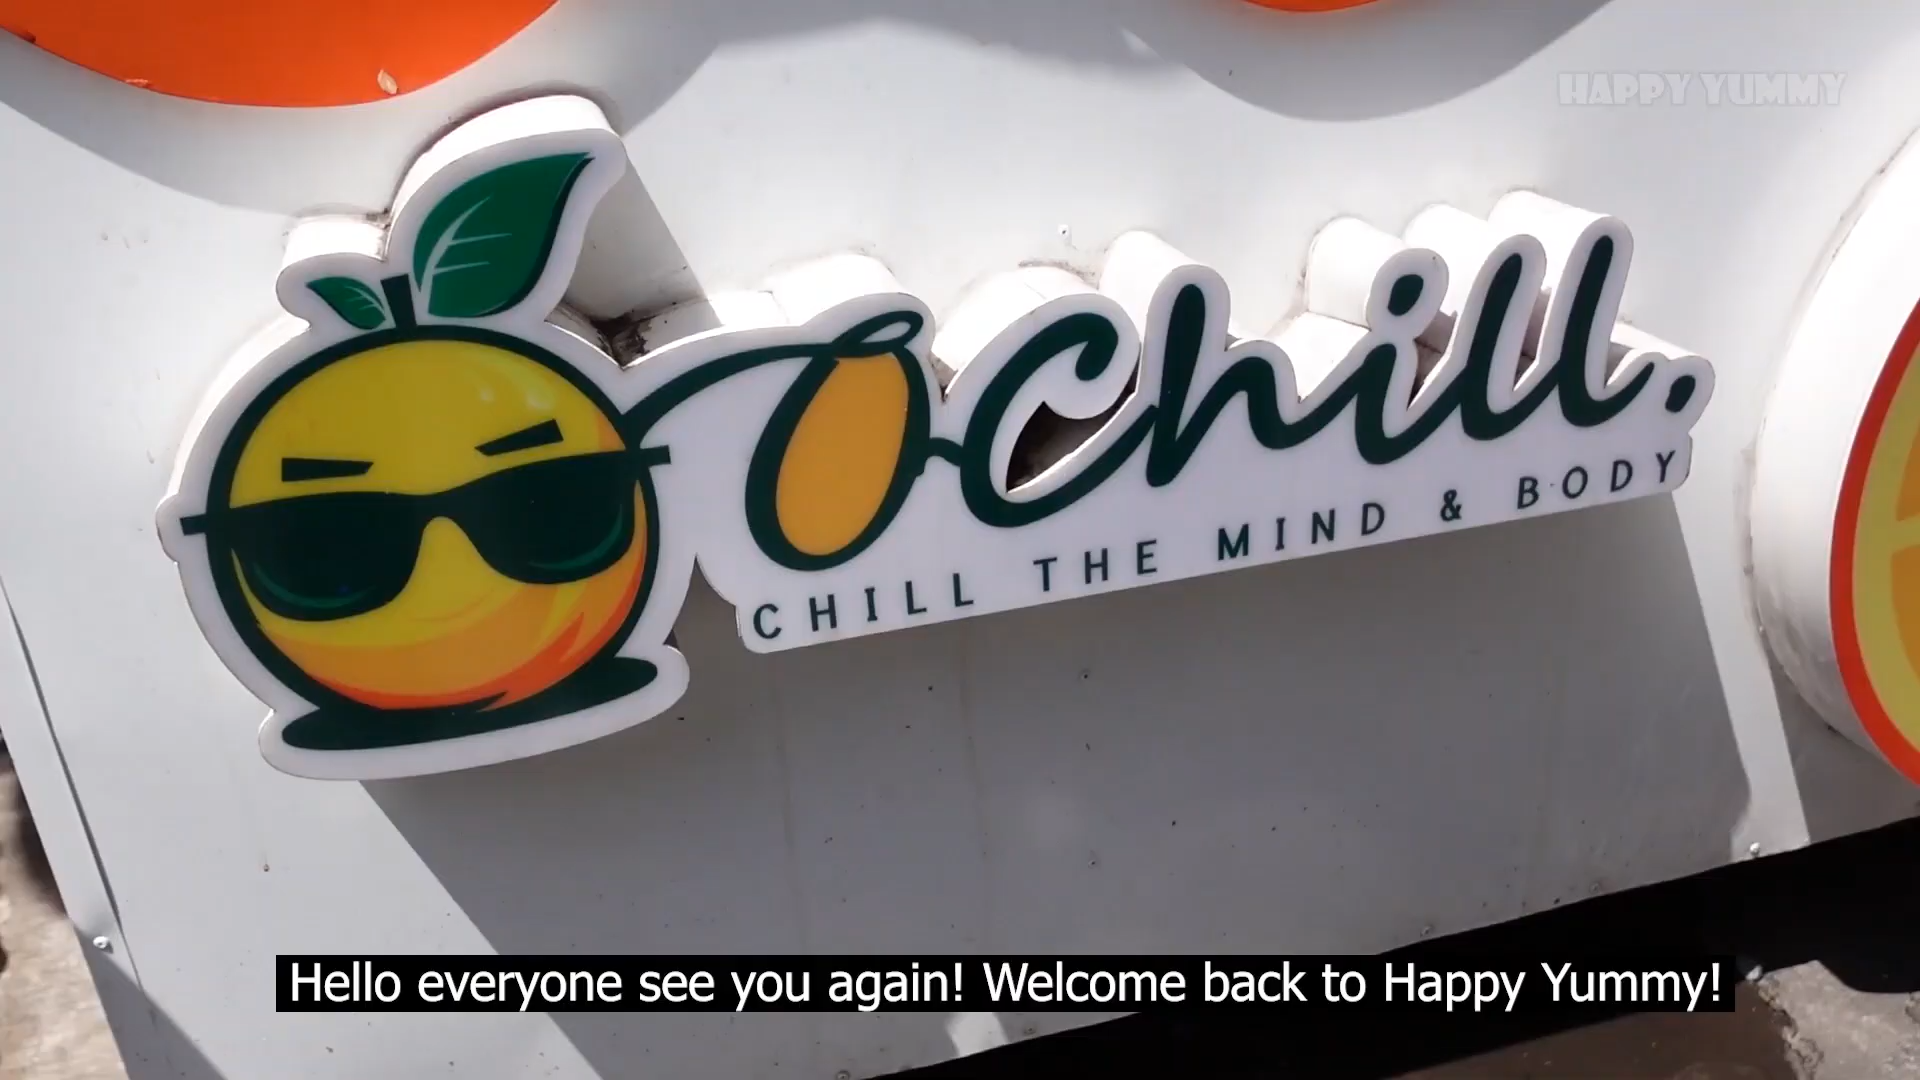 HAPPY YUMMY
OChill.
CHILL THE MIND & BODY
Hello everyone see you again! Welcome back to Happy Yummy!